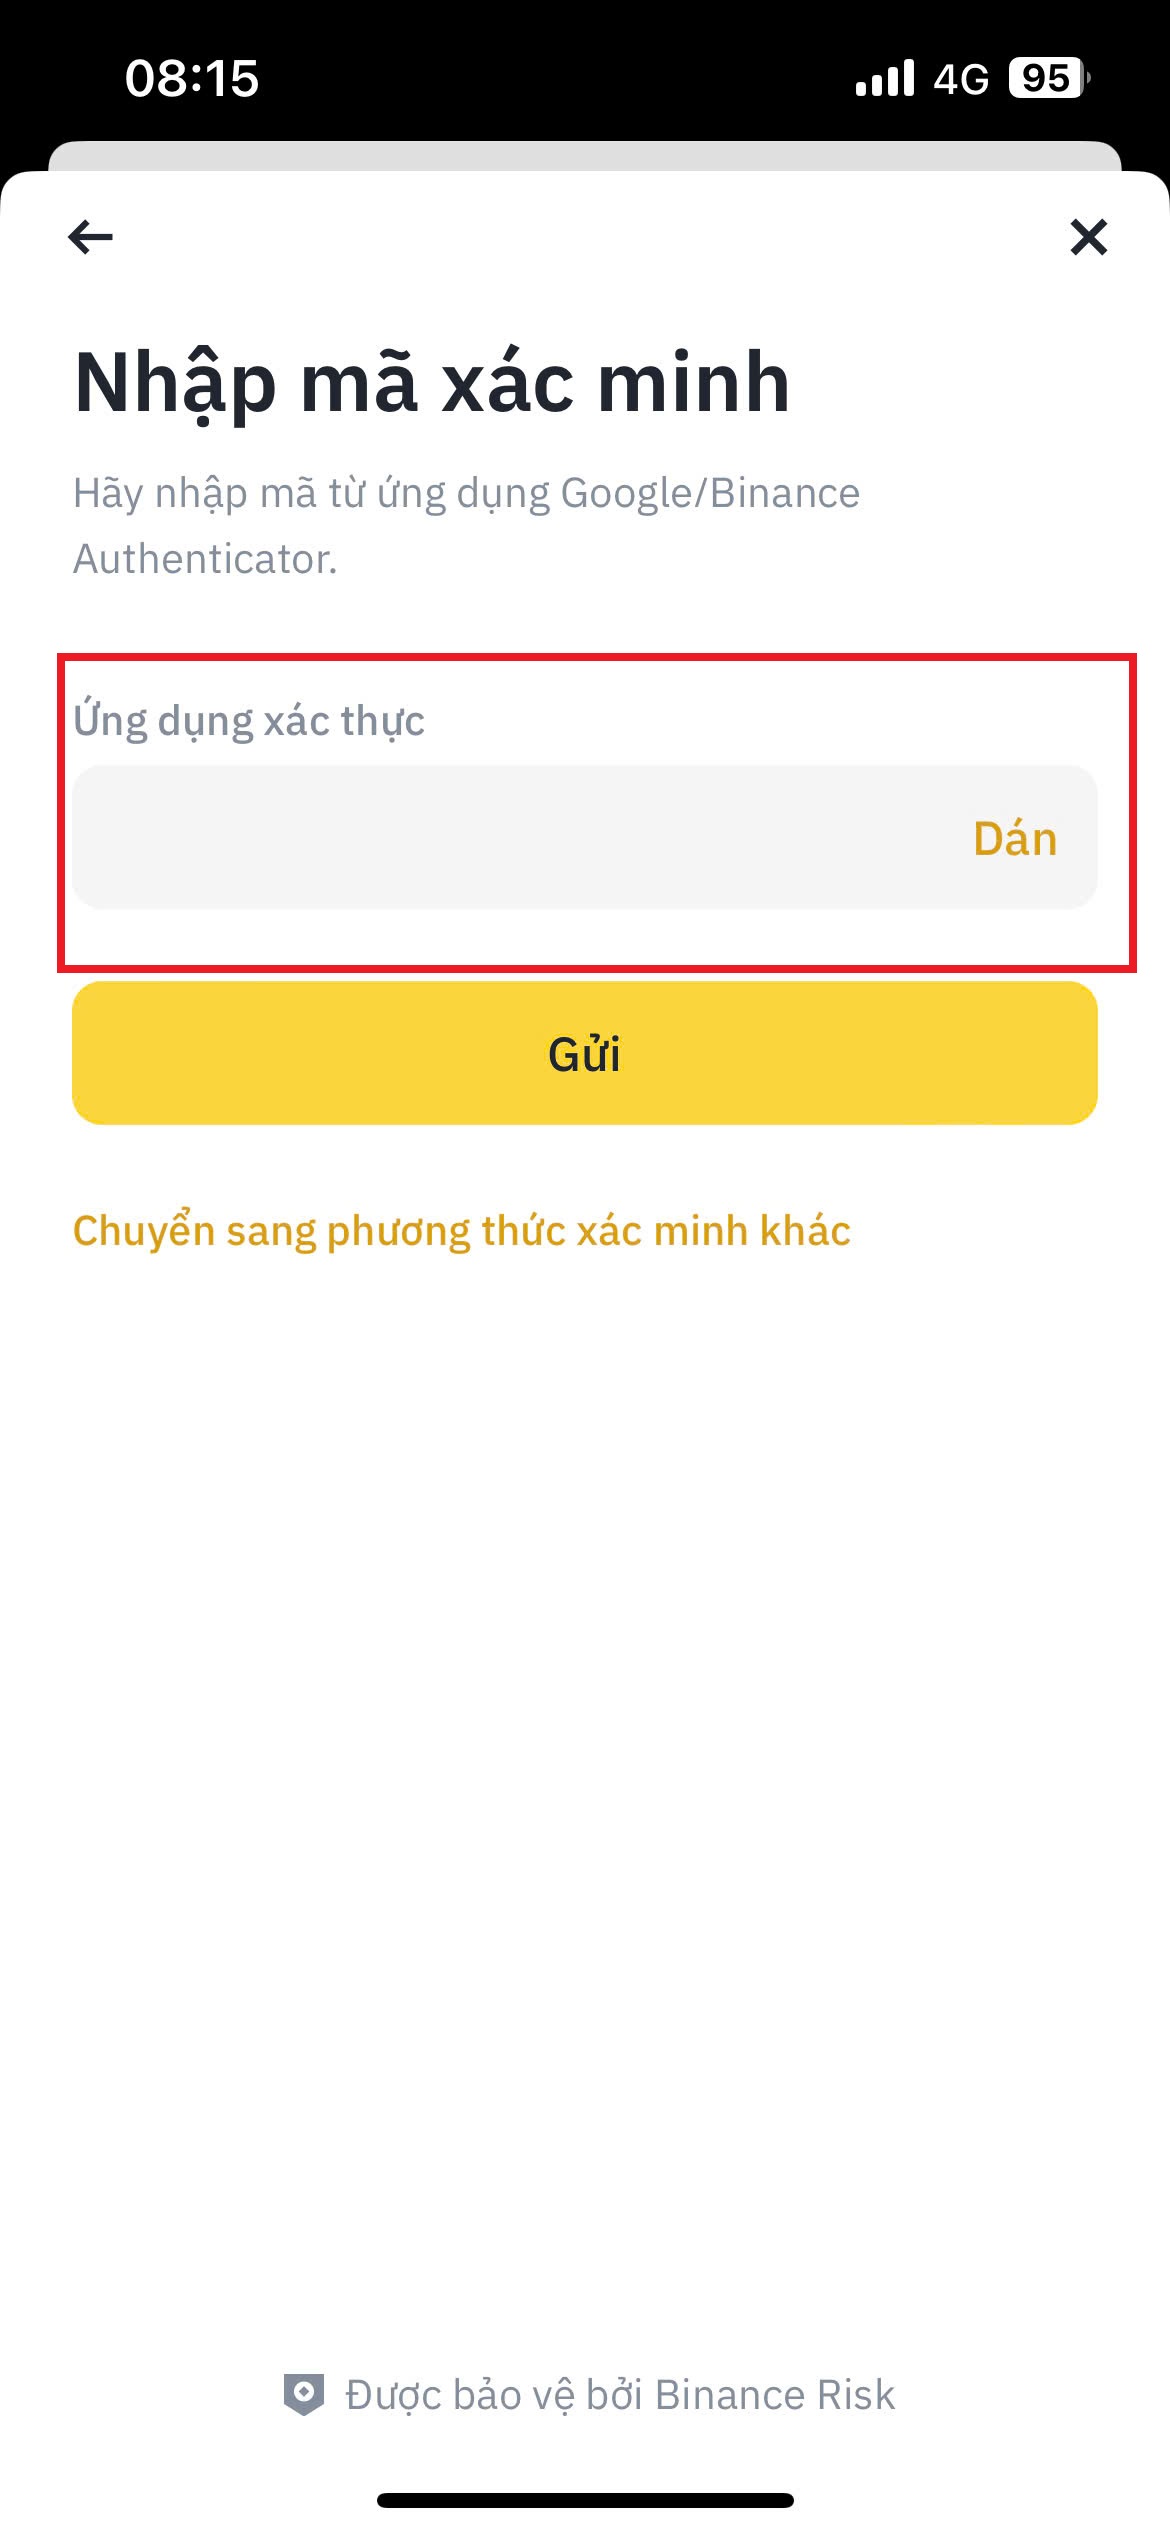 08:15
4G 95
Nhập mã xác minh
Hãy nhập mã từ ứng dụng Google/Binance
Authenticator.
Ứng dụng xác thực
Dán
Gửi
Chuyển sang phương thức xác minh khác
Được bảo vệ bởi Binance Risk